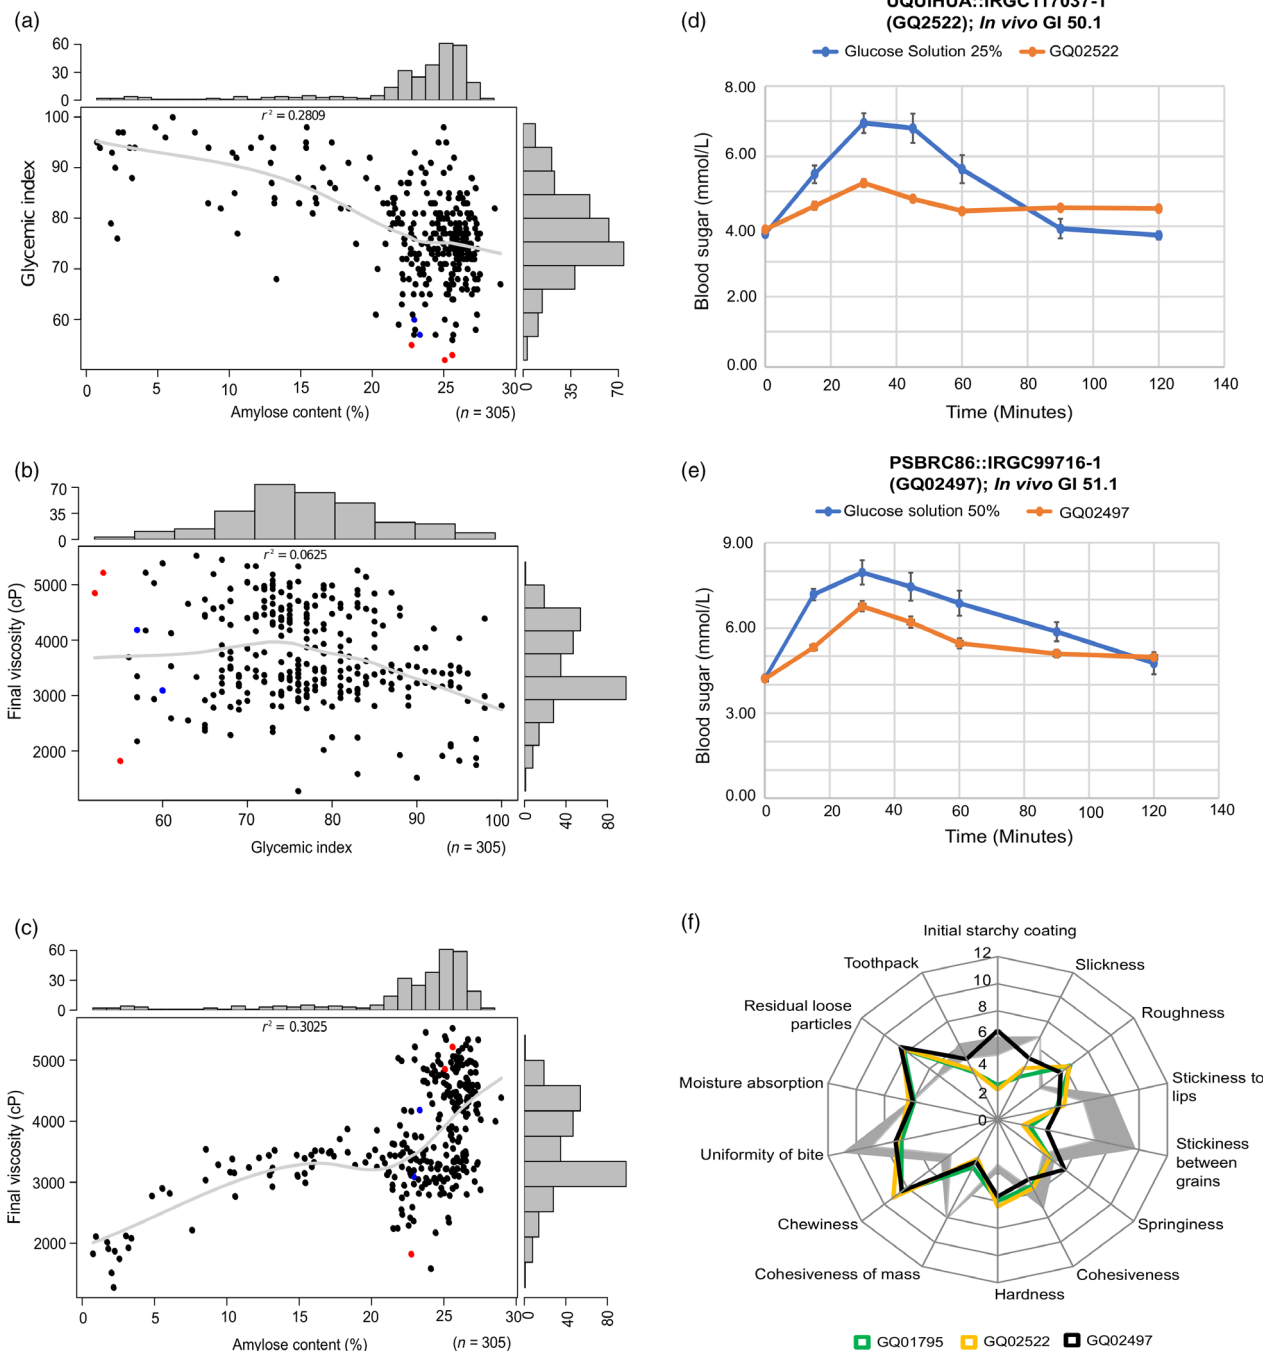 (a)
60
30
0
r² = 0.2809
100
90
80
70
60
Glycemic index
0 5 10 15 20 25 30
0 35 70
Amylose content (%)
(n = 305)
(b)
70
35
0
r² = 0.0625
5000
4000
3000
2000
Final viscosity (cP)
60 70 80 90 100
0 40 80
Glycemic index
(n = 305)
(c)
60
30
0
r² = 0.3025
5000
4000
3000
2000
Final viscosity (cP)
0 5 10 15 20 25 30
0 40 80
Amylose content (%)
(n = 305)
(d)
UQUIHUA::IRGC117037-1
(GQ2522); In vivo GI 50.1
Glucose Solution 25% GQ02522
8.00
6.00
4.00
2.00
0.00
Blood sugar (mmol/L)
0 20 40 60 80 100 120 140
Time (Minutes)
(e)
PSBRC86::IRGC99716-1
(GQ02497); In vivo GI 51.1
Glucose solution 50% GQ02497
9.00
6.00
3.00
0.00
Blood sugar (mmol/L)
0 20 40 60 80 100 120 140
Time (Minutes)
(f)
Initial starchy coating
Slickness
Roughness
Stickiness to
lips
Stickiness
between
grains
Springiness
Cohesiveness
Hardness
Cohesiveness of mass
Chewiness
Uniformity of bite
Moisture absorption
Residual loose
particles
Toothpack
12
10
8
6
4
2
0
GQ01795 GQ02522 GQ02497